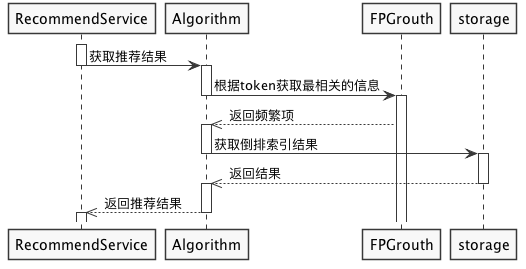 RecommendService Algorithm FPGrouth storage
获取推荐结果
根据token获取最相关的信息
返回频繁项
获取倒排索引结果
返回结果
返回推荐结果
RecommendService Algorithm FPGrouth storage